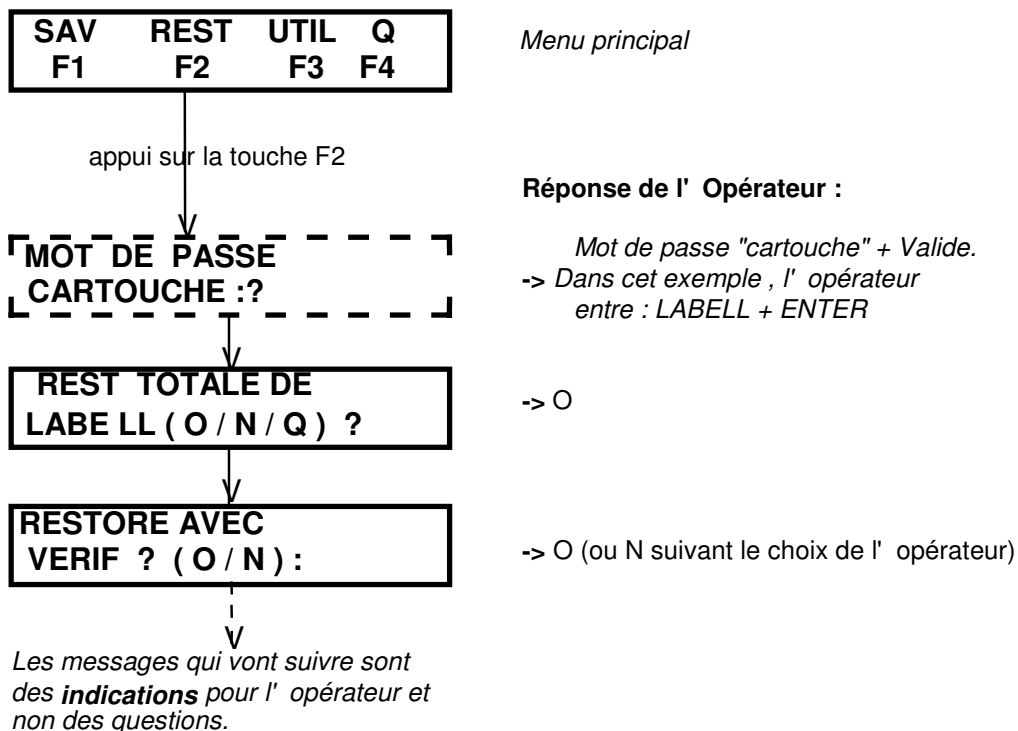 SAV REST UTIL Q
F1 F2 F3 F4
Menu principal
appui sur la touche F2
Réponse de l' Opérateur :
MOT DE PASSE
CARTOUCHE :?
Mot de passe "cartouche" + Valide.
-> Dans cet exemple , l' opérateur
entre : LABELL + ENTER
REST TOTALE DE
LABE LL ( O / N / Q ) ?
-> O
RESTORE AVEC
VERIF ? ( O / N ) :
-> O (ou N suivant le choix de l' opérateur)
Les messages qui vont suivre sont
des indications pour l' opérateur et
non des questions.